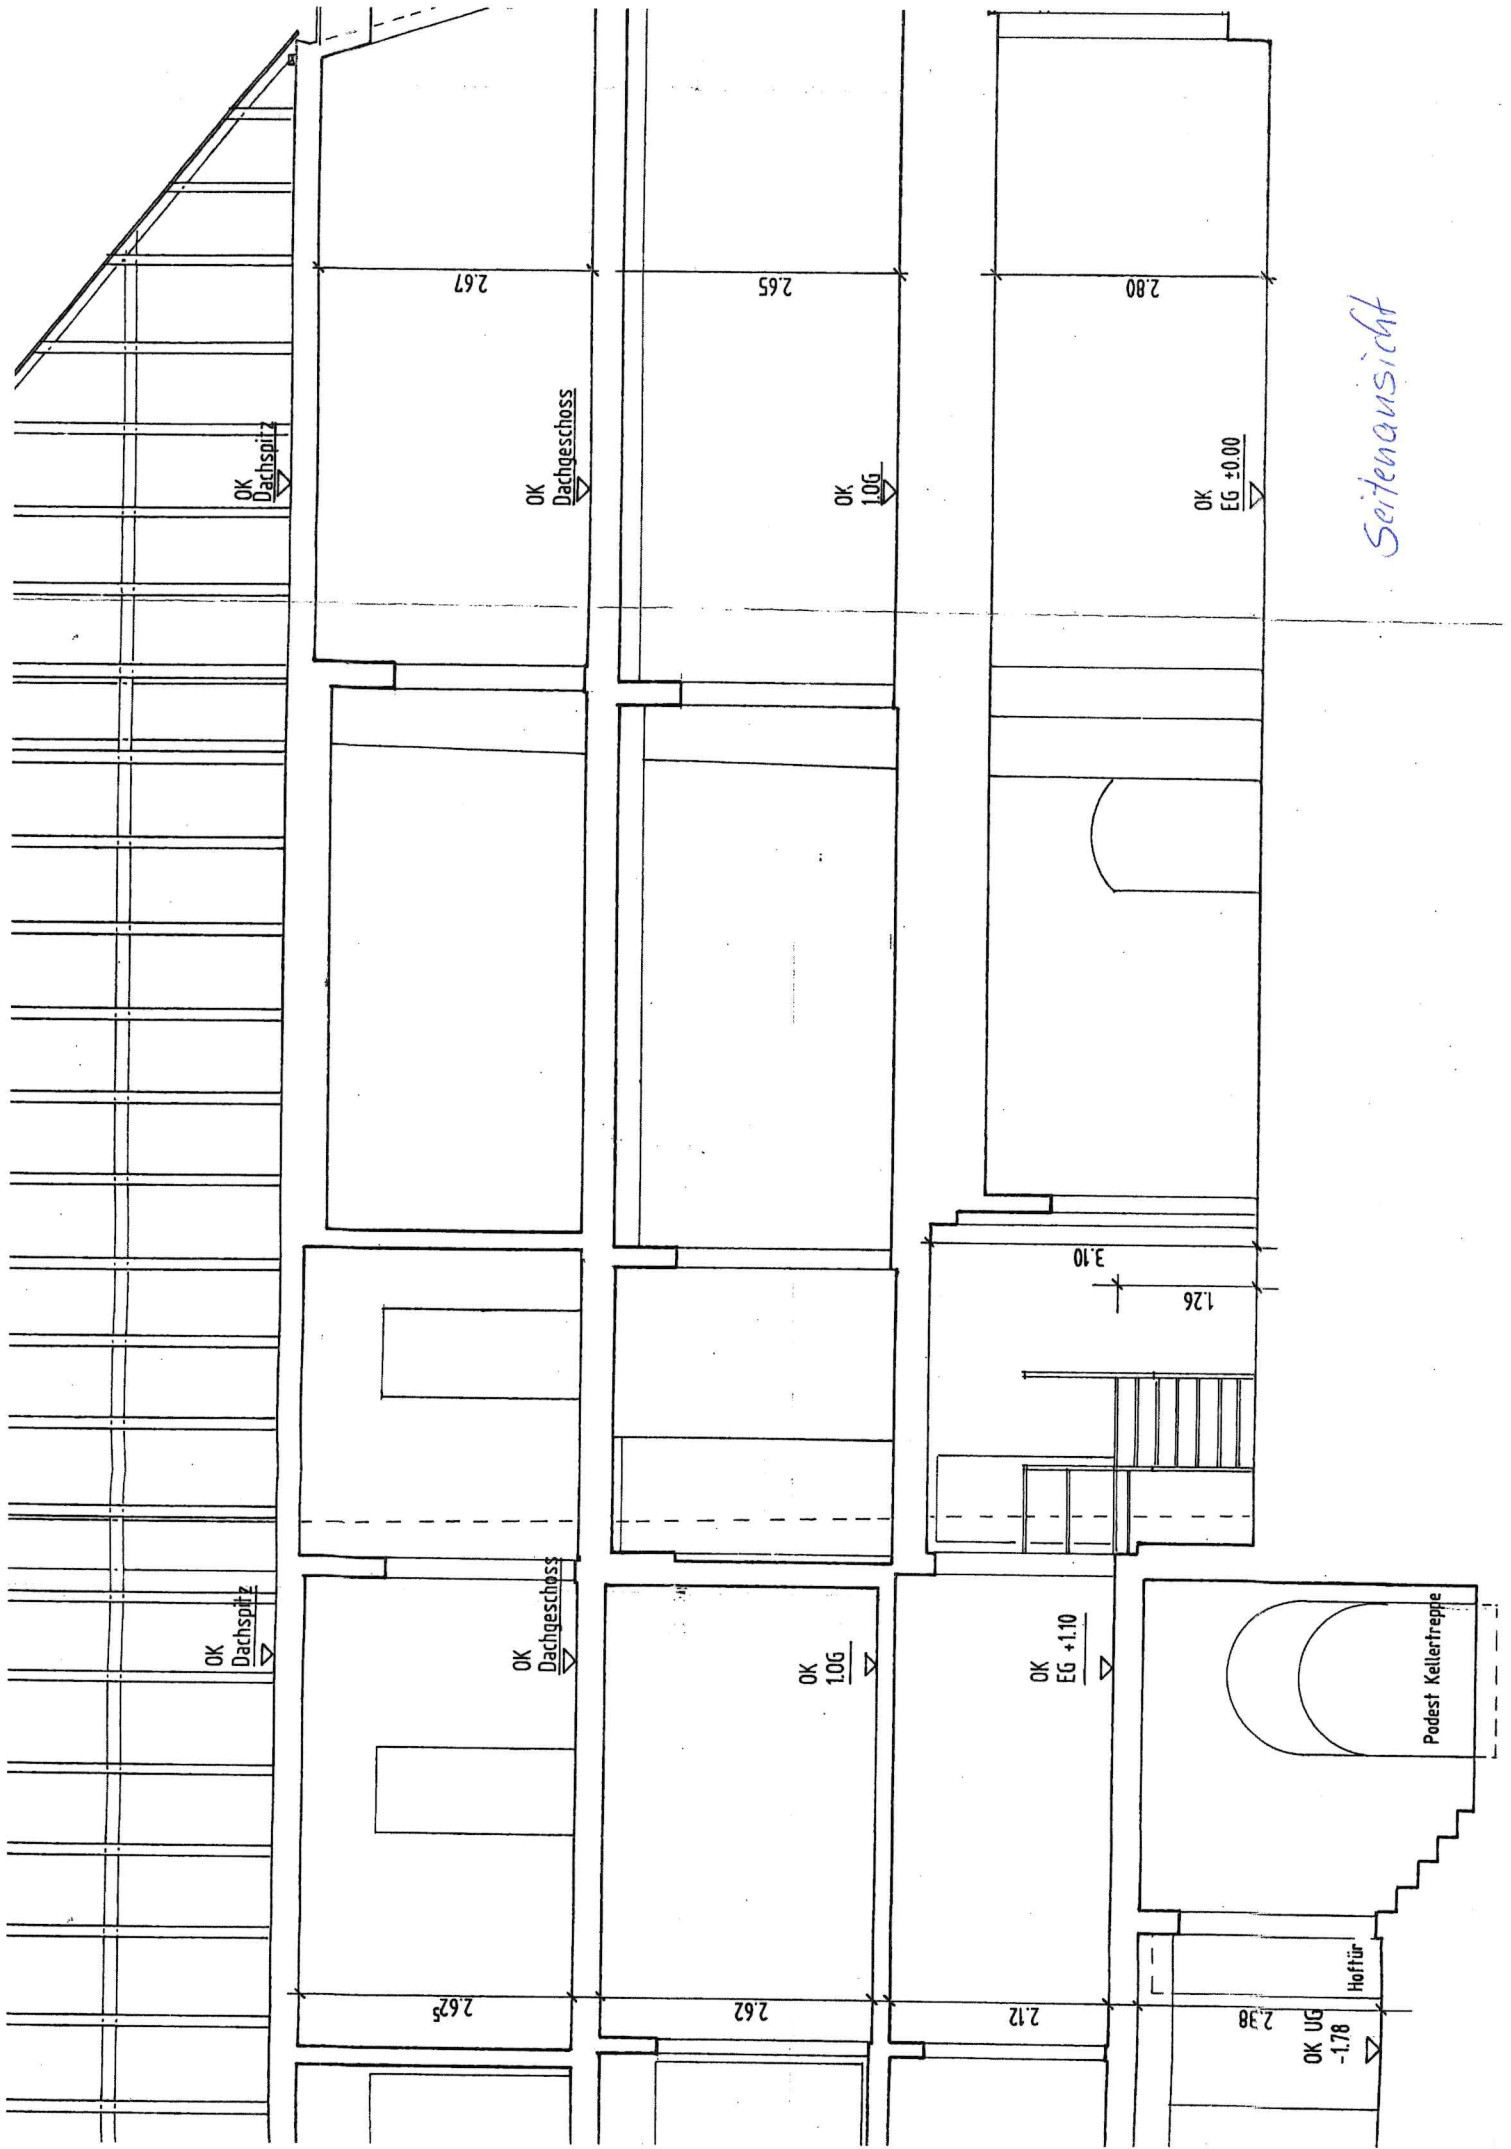 OK
Dachspitz
OK
Dachgeschoss
OK
1.OG
OK
EG ±0.00
2.67
2.65
2.80
Seitenansicht
3.10
1.26
OK
Dachspitz
OK
Dachgeschoss
OK
1.OG
OK
EG +1.10
Podest Kellertreppe
Hoftür
OK UG
-1.78
2.62⁵
2.62
2.12
2.38